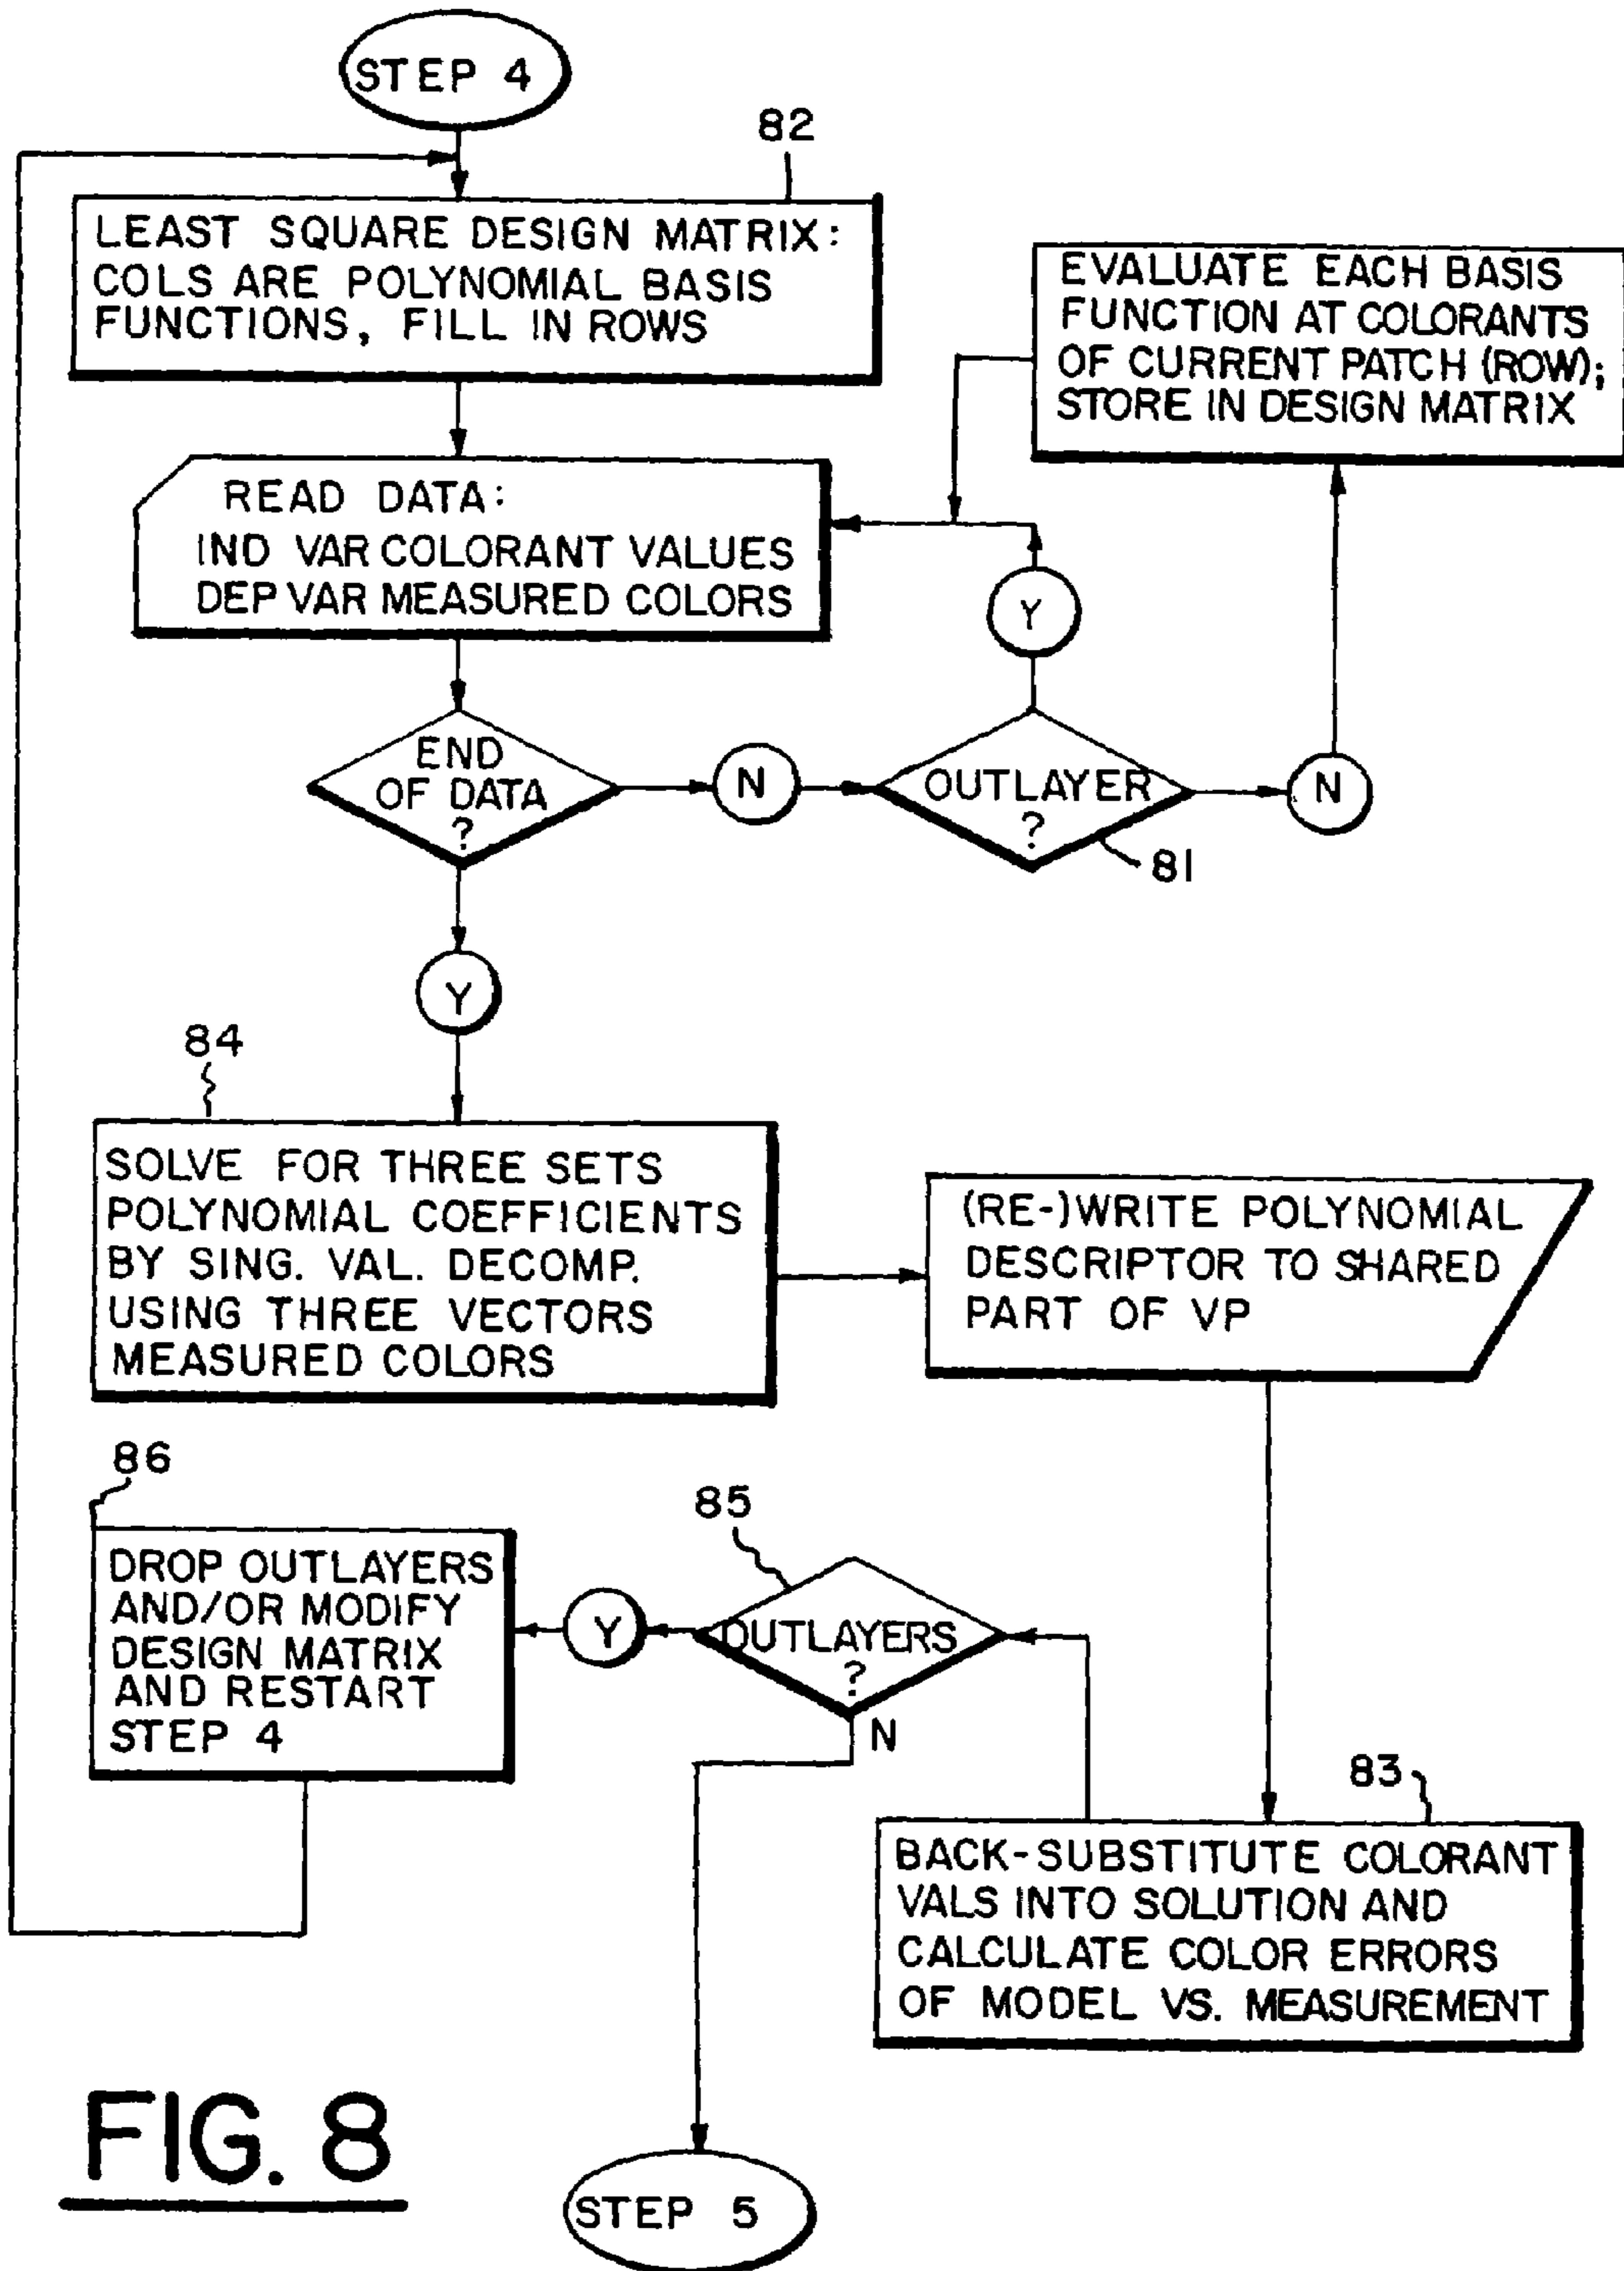 STEP 4
82
LEAST SQUARE DESIGN MATRIX:
COLS ARE POLYNOMIAL BASIS
FUNCTIONS, FILL IN ROWS
EVALUATE EACH BASIS
FUNCTION AT COLORANTS
OF CURRENT PATCH (ROW);
STORE IN DESIGN MATRIX
READ DATA:
IND VAR COLORANT VALUES
DEP VAR MEASURED COLORS
Y
END
OF DATA
?
N
OUTLAYER
?
N
81
Y
84
SOLVE FOR THREE SETS
POLYNOMIAL COEFFICIENTS
BY SING. VAL. DECOMP.
USING THREE VECTORS
MEASURED COLORS
(RE-)WRITE POLYNOMIAL
DESCRIPTOR TO SHARED
PART OF VP
86
DROP OUTLAYERS
AND/OR MODIFY
DESIGN MATRIX
AND RESTART
STEP 4
Y
85
OUTLAYERS
?
N
83
BACK-SUBSTITUTE COLORANT
VALS INTO SOLUTION AND
CALCULATE COLOR ERRORS
OF MODEL VS. MEASUREMENT
FIG. 8
STEP 5